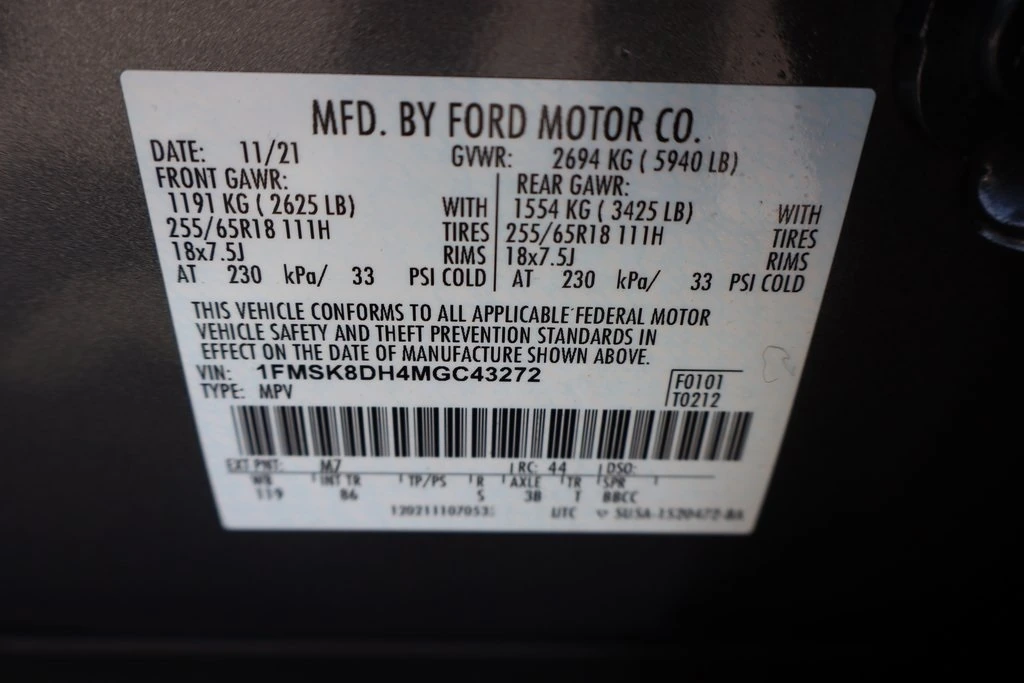 MFD. BY FORD MOTOR CO.
DATE: 11/21 GVWR: 2694 KG ( 5940 LB)
FRONT GAWR: REAR GAWR:
1191 KG ( 2625 LB) WITH 1554 KG ( 3425 LB) WITH
255/65R18 111H TIRES 255/65R18 111H TIRES
18x7.5J RIMS 18x7.5J RIMS
AT 230 kPa/ 33 PSI COLD AT 230 kPa/ 33 PSI COLD
THIS VEHICLE CONFORMS TO ALL APPLICABLE FEDERAL MOTOR
VEHICLE SAFETY AND THEFT PREVENTION STANDARDS IN
EFFECT ON THE DATE OF MANUFACTURE SHOWN ABOVE.
VIN: 1FMSK8DH4MGC43272 F0101
TYPE: MPV T0212
EXT PNT: M7 RC: 44 DSO:
WB INT TR TP/PS R AXLE TR SPR
119 86 5 3B T BBCC
UTC